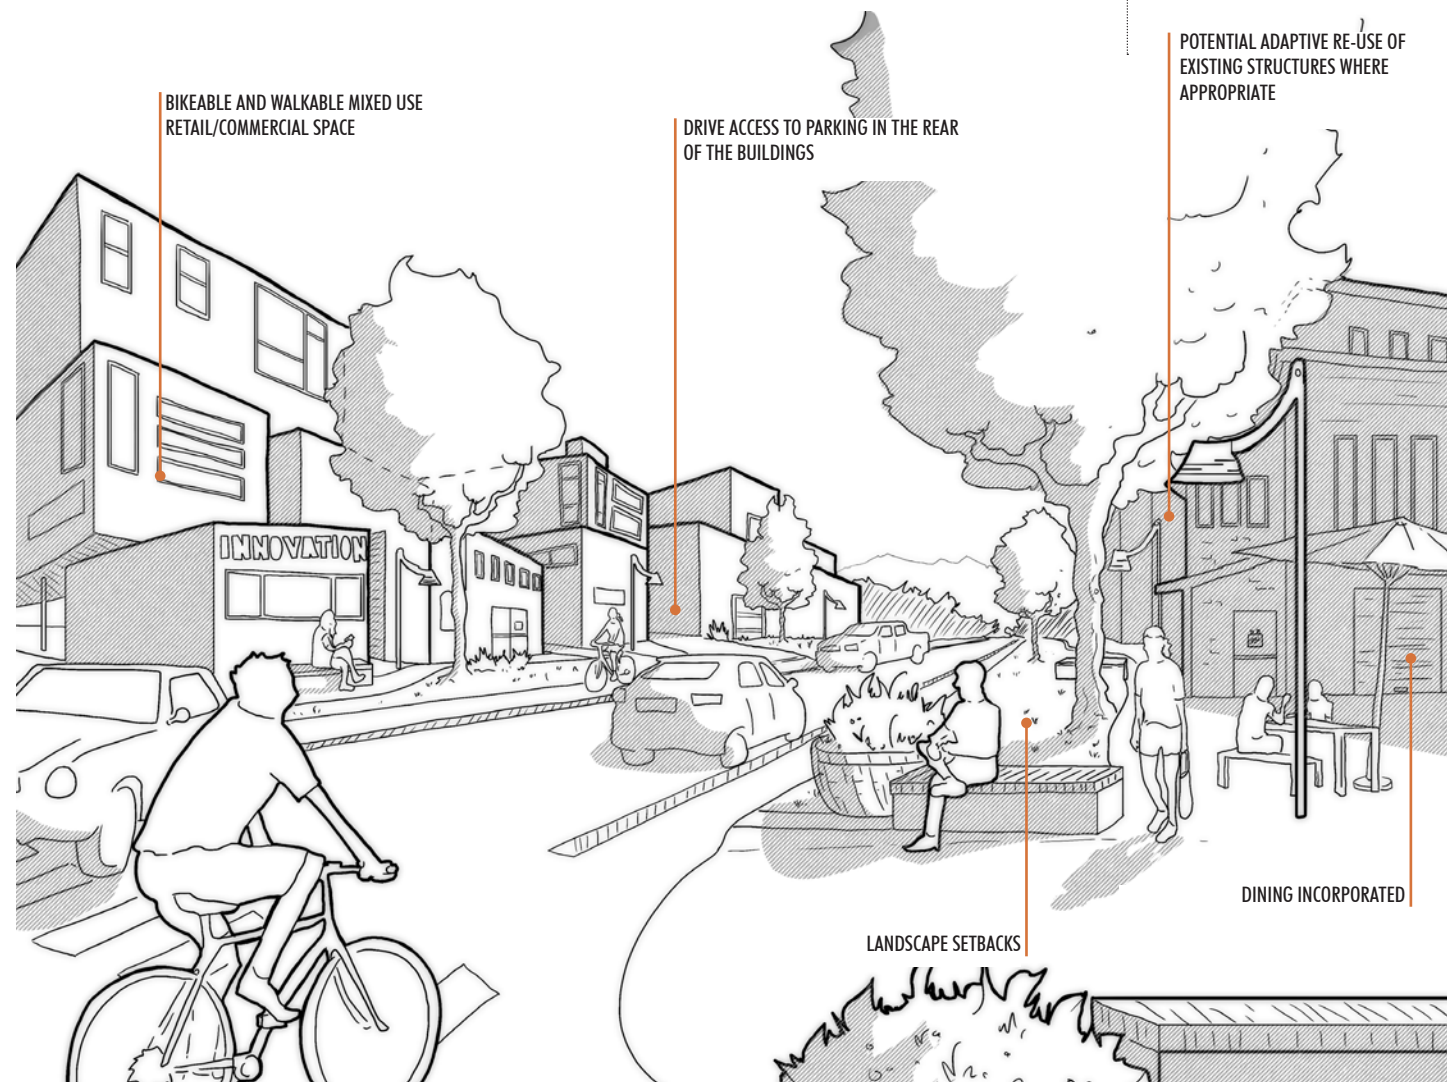 POTENTIAL ADAPTIVE RE-USE OF
EXISTING STRUCTURES WHERE
APPROPRIATE
BIKEABLE AND WALKABLE MIXED USE
RETAIL/COMMERCIAL SPACE
DRIVE ACCESS TO PARKING IN THE REAR
OF THE BUILDINGS
INNOVATION
DINING INCORPORATED
LANDSCAPE SETBACKS